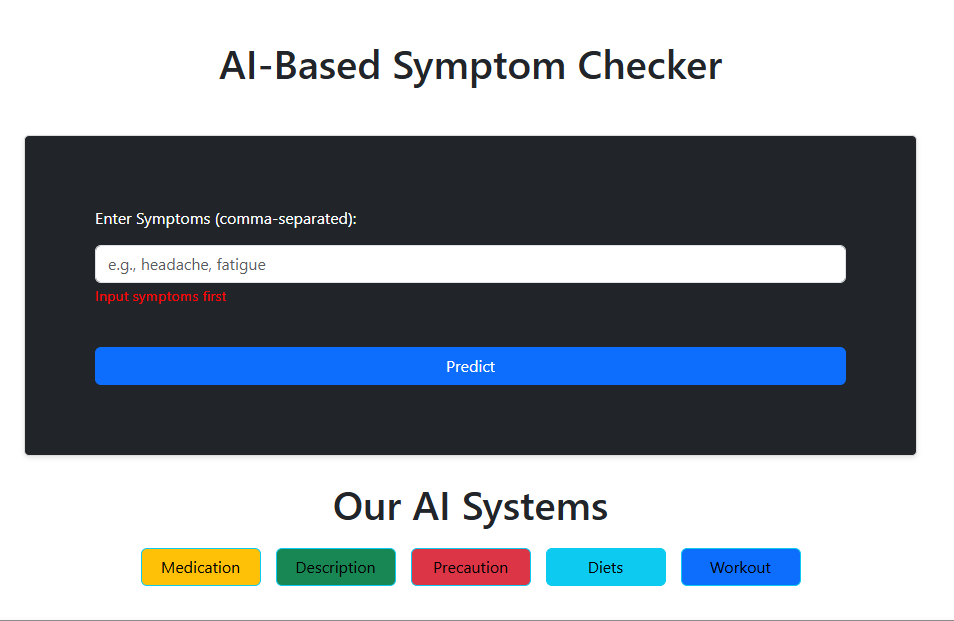 AI-Based Symptom Checker
Enter Symptoms (comma-separated):
e.g., headache, fatigue
Input symptoms first
Predict
Our AI Systems
Medication Description Precaution Diets Workout